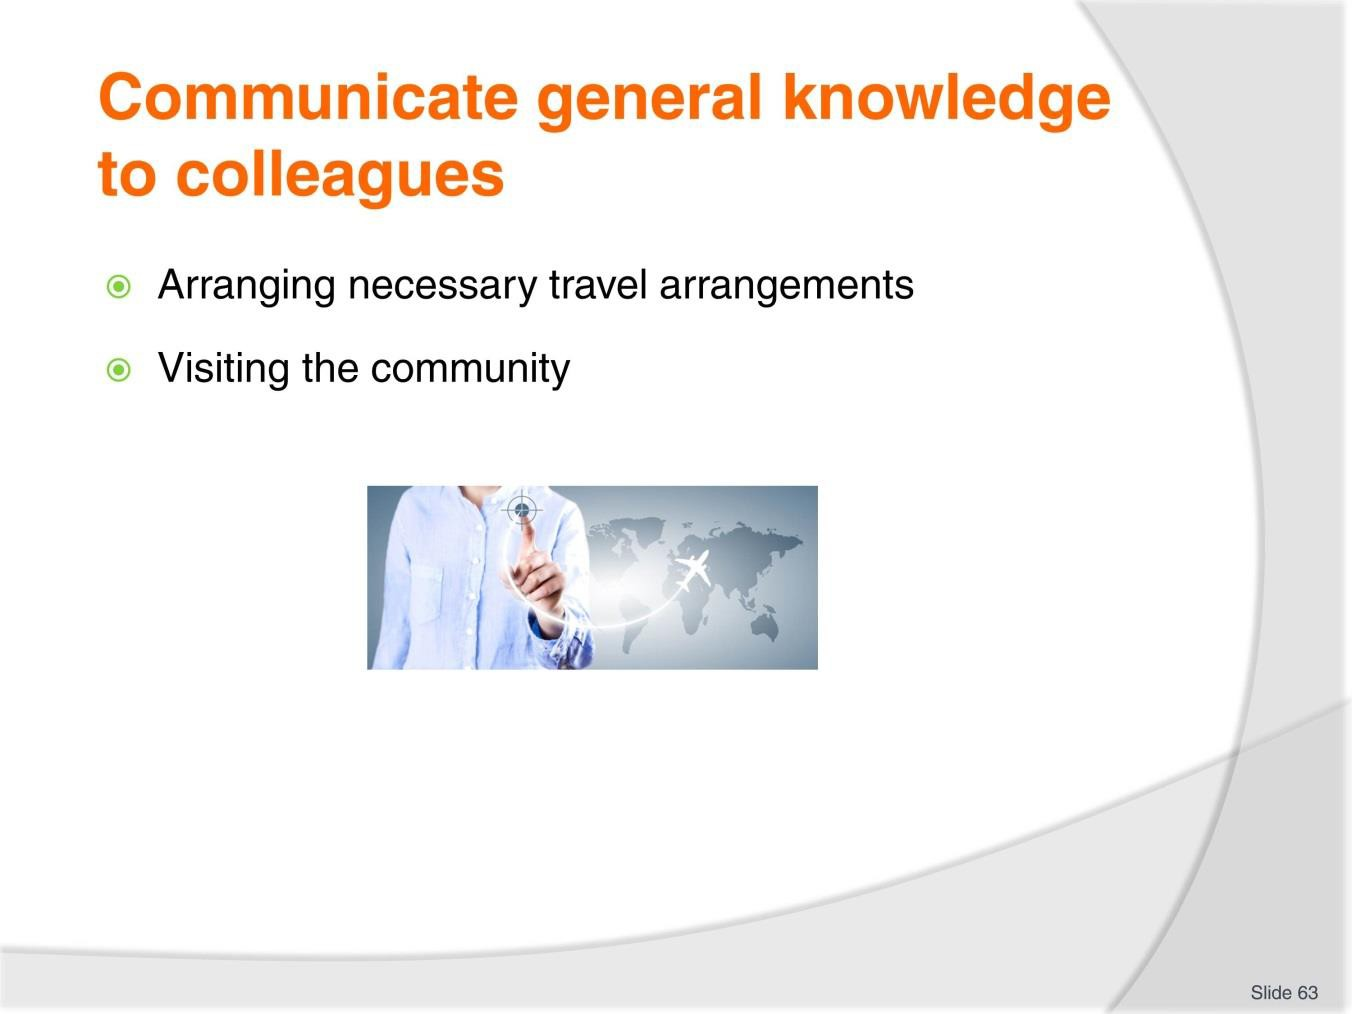 Communicate general knowledge
to colleagues
Arranging necessary travel arrangements
Visiting the community
Slide 63